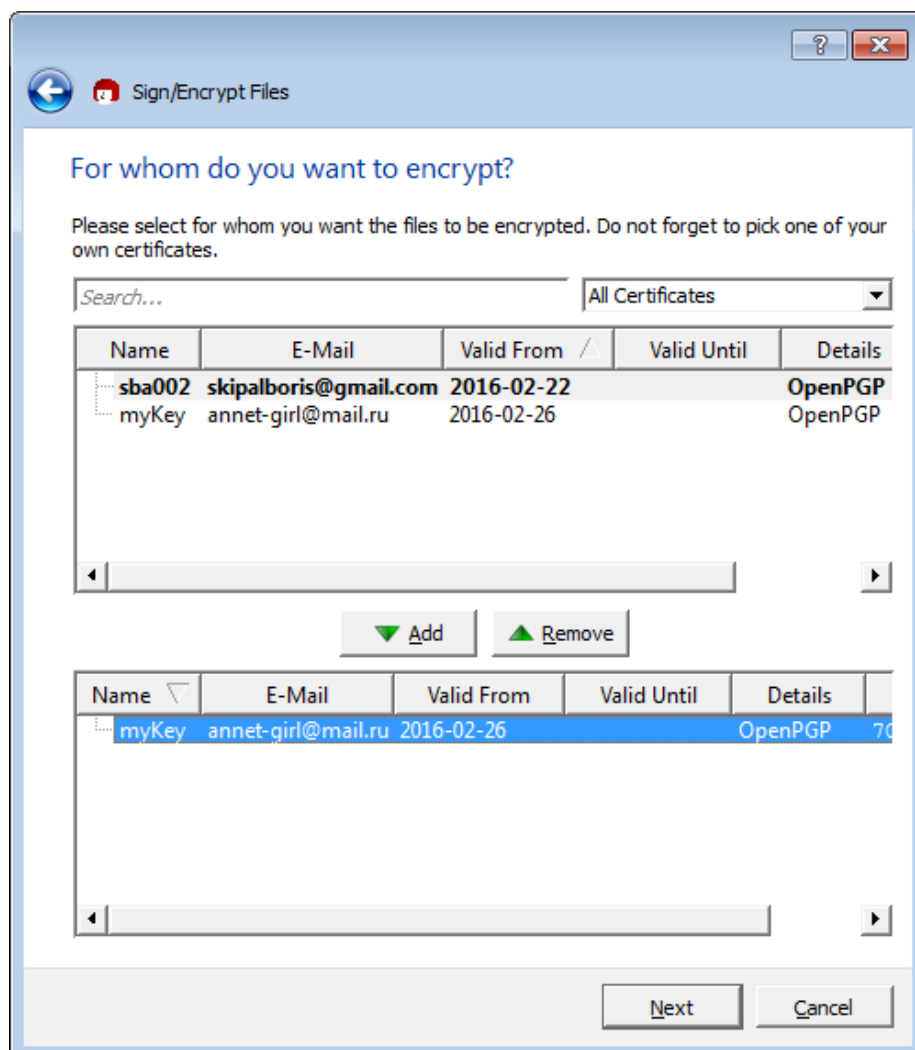 ?
Sign/Encrypt Files
For whom do you want to encrypt?
Please select for whom you want the files to be encrypted. Do not forget to pick one of your
own certificates.
Search... All Certificates
Name E-Mail Valid From Valid Until Details
sba002 skipalboris@gmail.com 2016-02-22 OpenPGP
myKey annet-girl@mail.ru 2016-02-26 OpenPGP
Add Remove
Name E-Mail Valid From Valid Until Details
myKey annet-girl@mail.ru 2016-02-26 OpenPGP 70
Next Cancel